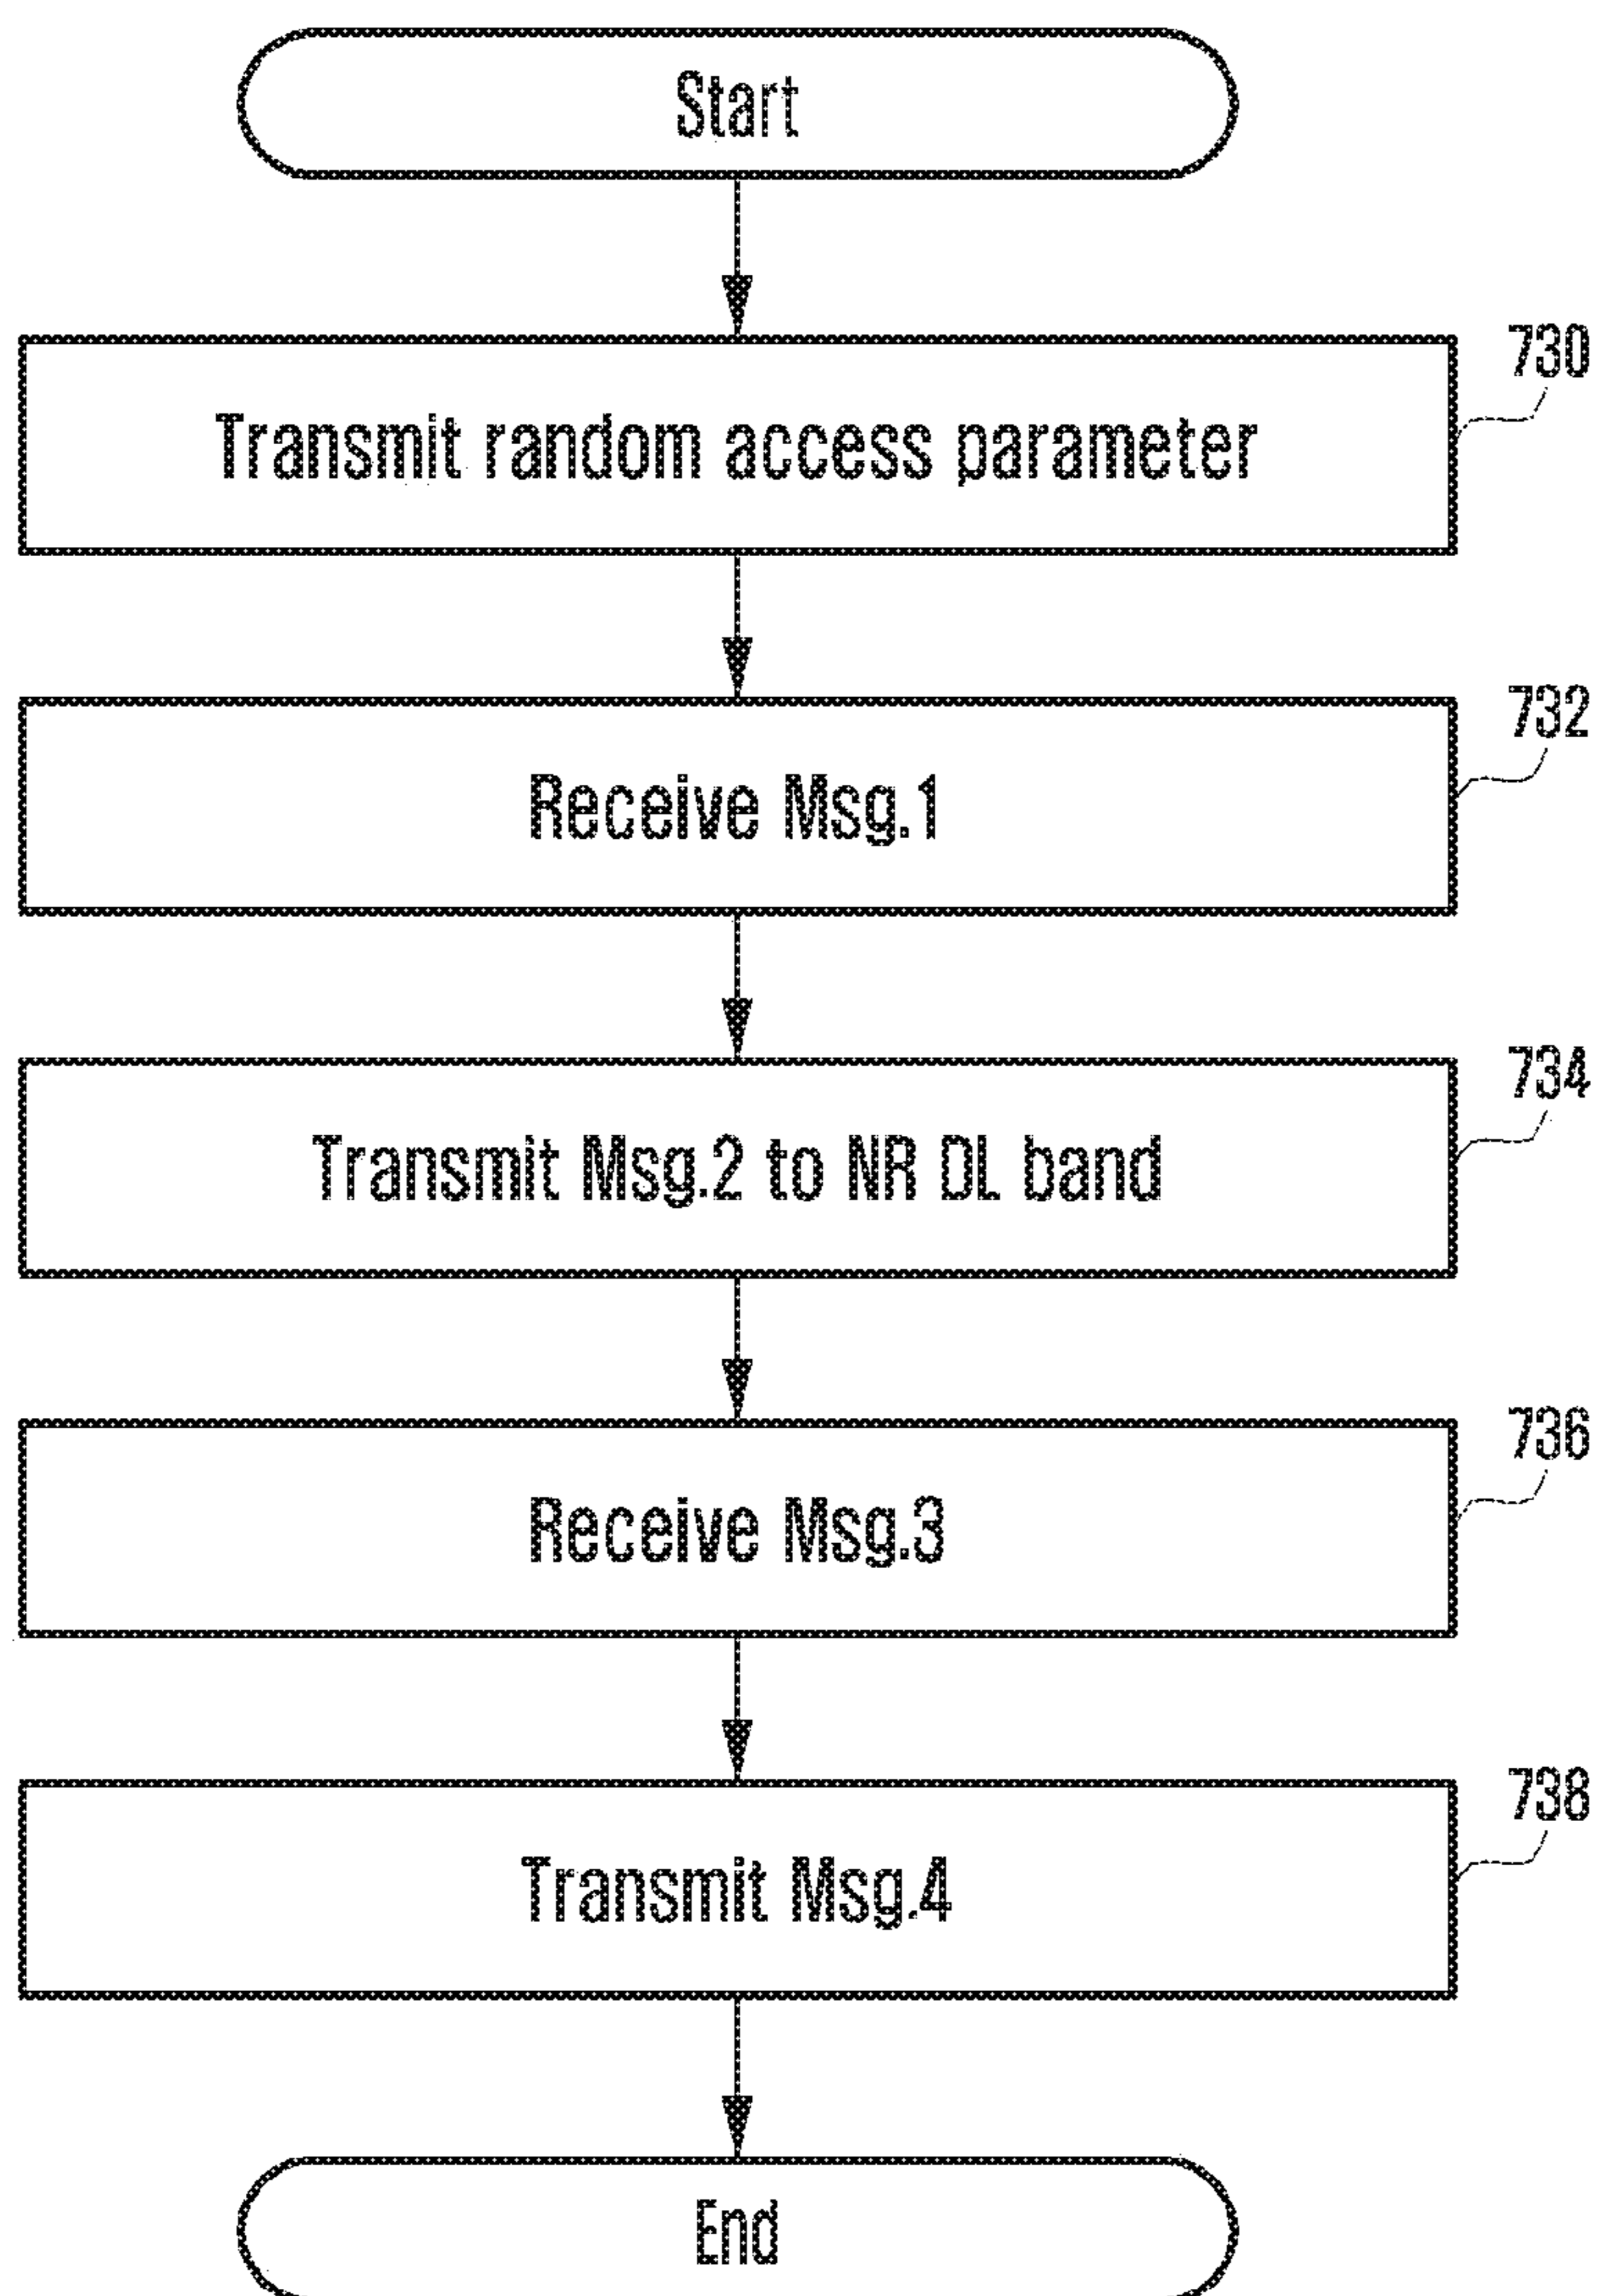 Start
730
Transmit random access parameter
732
Receive Msg.1
734
Transmit Msg.2 to NR DL band
736
Receive Msg.3
738
Transmit Msg.4
End